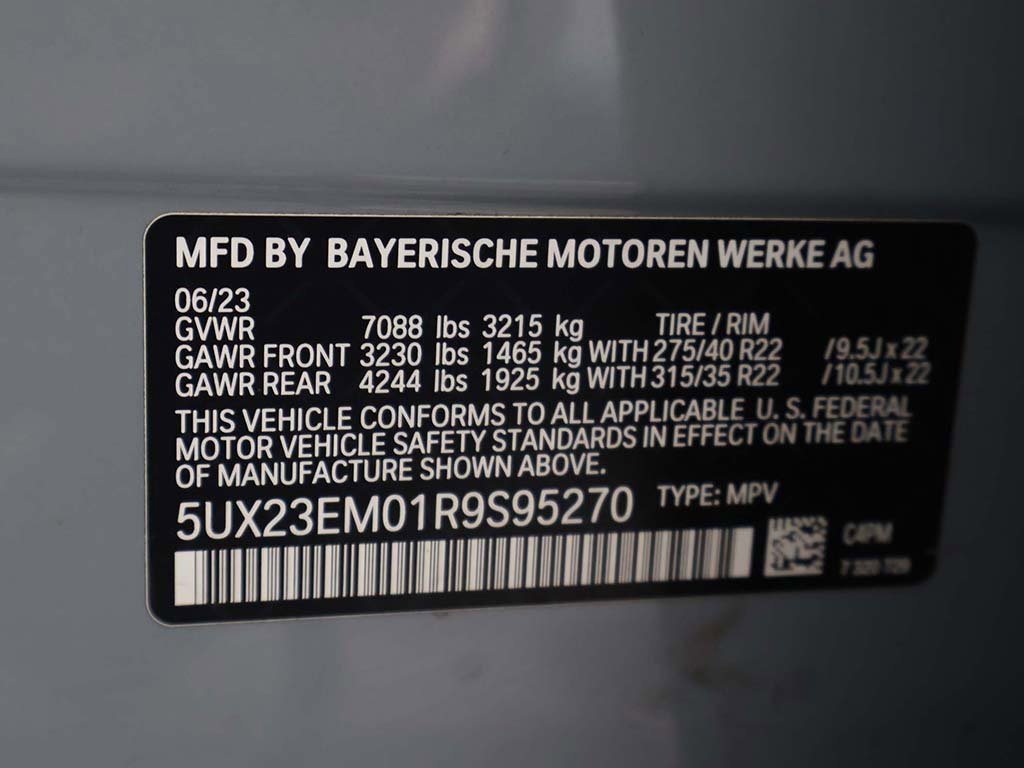 MFD BY BAYERISCHE MOTOREN WERKE AG
06/23
GVWR 7088 lbs 3215 kg TIRE / RIM
GAWR FRONT 3230 lbs 1465 kg WITH 275/40 R22 /9.5J x 22
GAWR REAR 4244 lbs 1925 kg WITH 315/35 R22 /10.5J x 22
THIS VEHICLE CONFORMS TO ALL APPLICABLE U. S. FEDERAL
MOTOR VEHICLE SAFETY STANDARDS IN EFFECT ON THE DATE
OF MANUFACTURE SHOWN ABOVE.
5UX23EM01R9S95270 TYPE: MPV
C4PM